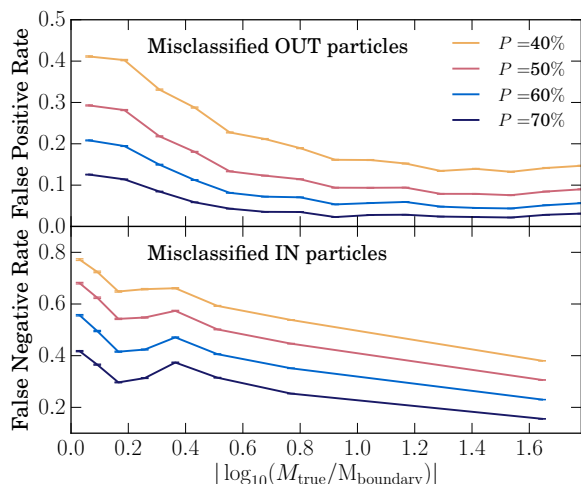 False Positive Rate
0.5
0.4
0.3
0.2
0.1
0.0
Misclassified OUT particles
P =40%
P =50%
P =60%
P =70%
False Negative Rate
0.8
0.6
0.4
0.2
Misclassified IN particles
0.0 0.2 0.4 0.6 0.8 1.0 1.2 1.4 1.6
| log₁₀(M_true/M_boundary)|